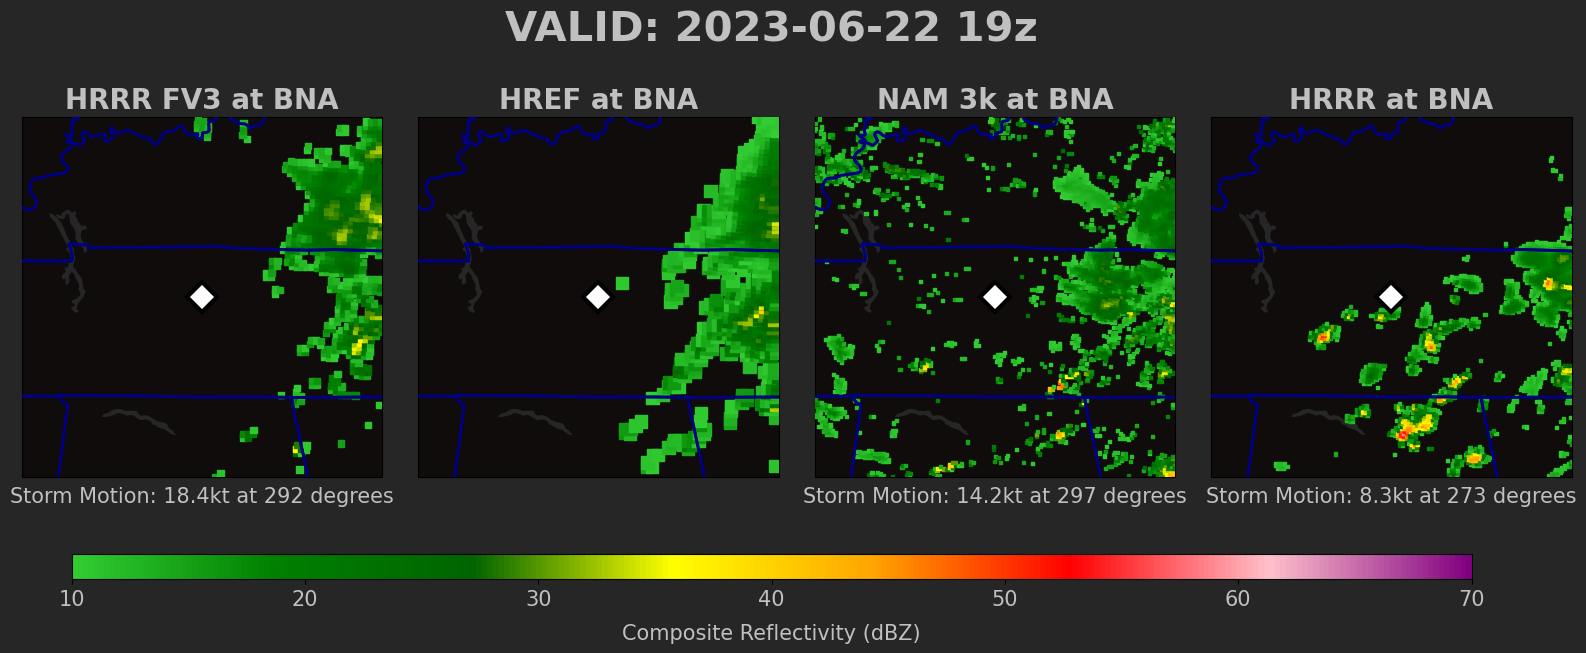 VALID: 2023-06-22 19z
HRRR FV3 at BNA
HREF at BNA
NAM 3k at BNA
HRRR at BNA
Storm Motion: 18.4kt at 292 degrees
Storm Motion: 14.2kt at 297 degrees
Storm Motion: 8.3kt at 273 degrees
10 20 30 40 50 60 70
Composite Reflectivity (dBZ)